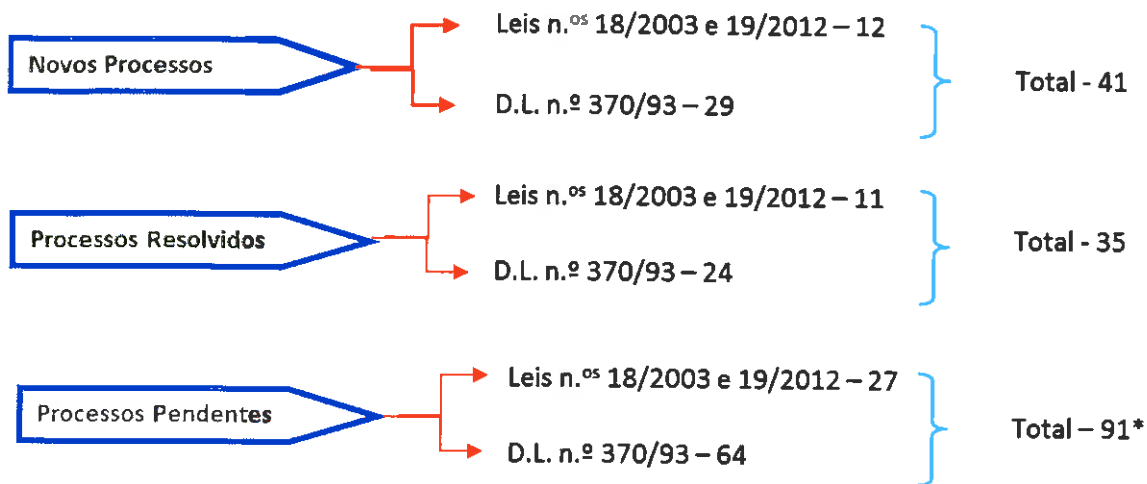 Leis n.ºˢ 18/2003 e 19/2012 – 12
Novos Processos
D.L. n.º 370/93 – 29
Total - 41
Leis n.ºˢ 18/2003 e 19/2012 – 11
Processos Resolvidos
D.L. n.º 370/93 – 24
Total - 35
Leis n.ºˢ 18/2003 e 19/2012 – 27
Processos Pendentes
D.L. n.º 370/93 – 64
Total – 91*